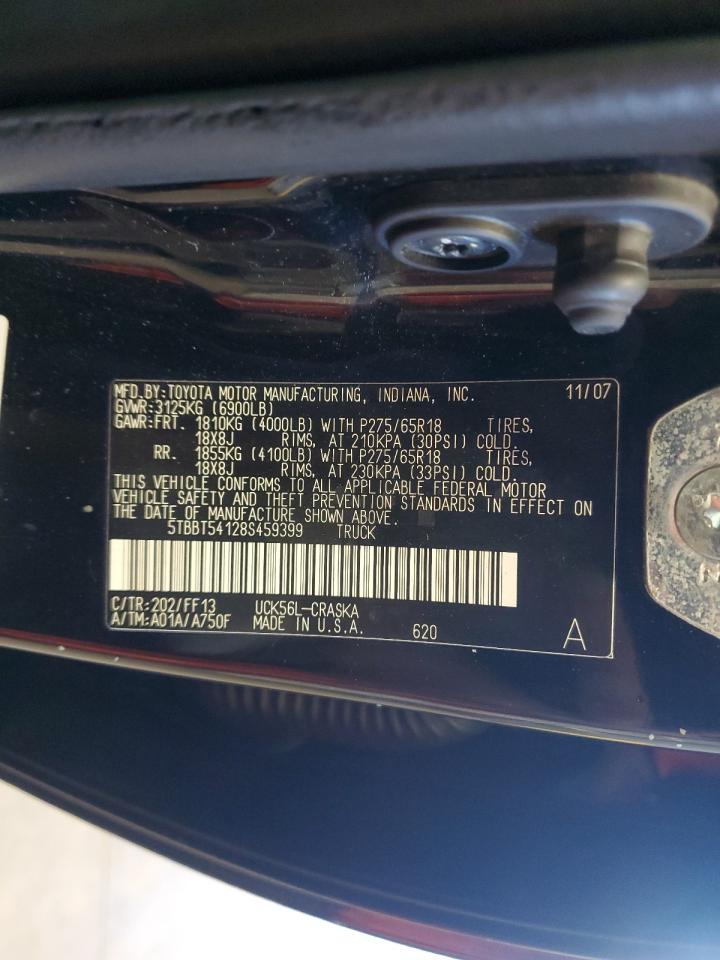 MFD.BY:TOYOTA MOTOR MANUFACTURING, INDIANA, INC. 11/07
GVWR:3125KG (6900LB)
GAWR:FRT. 1810KG (4000LB) WITH P275/65R18 TIRES,
18X8J RIMS, AT 210KPA (30PSI) COLD.
RR. 1855KG (4100LB) WITH P275/65R18 TIRES,
18X8J RIMS, AT 230KPA (33PSI) COLD.
THIS VEHICLE CONFORMS TO ALL APPLICABLE FEDERAL MOTOR
VEHICLE SAFETY AND THEFT PREVENTION STANDARDS IN EFFECT ON
THE DATE OF MANUFACTURE SHOWN ABOVE.
5TBBT54128S459399 TRUCK
C/TR:202/FF13 UCK56L-CRASKA
A/TM:A01A/A750F MADE IN U.S.A. 620 A